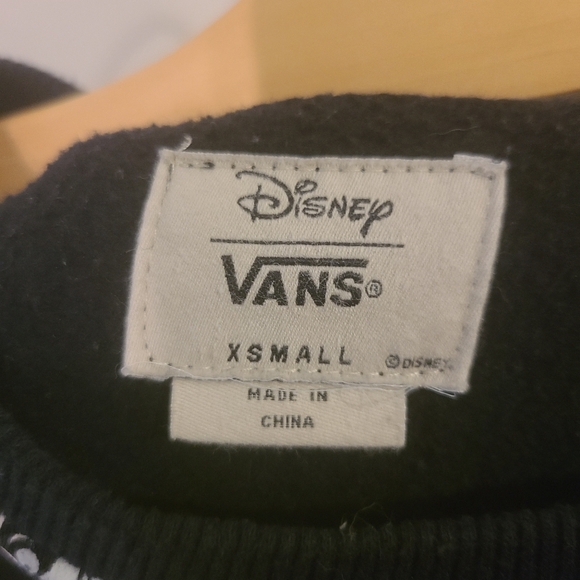 Disney
VANS®
XSMALL
© DISNEY.
MADE IN
CHINA